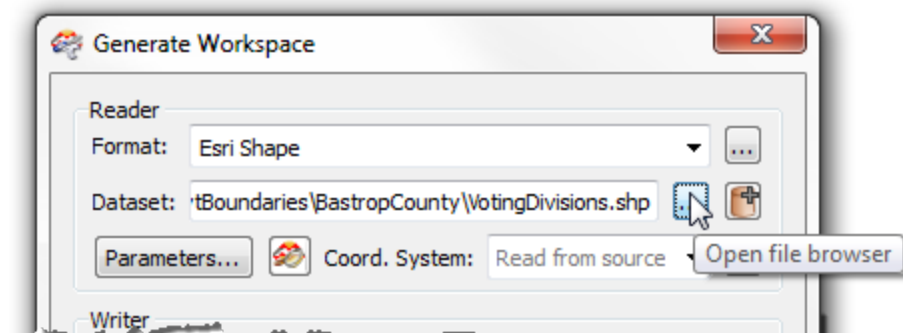 Generate Workspace
Reader
Format: Esri Shape ...
Dataset: tBoundaries\BastropCounty\VotingDivisions.shp
Parameters... Coord. System: Read from source
Open file browser
Writer